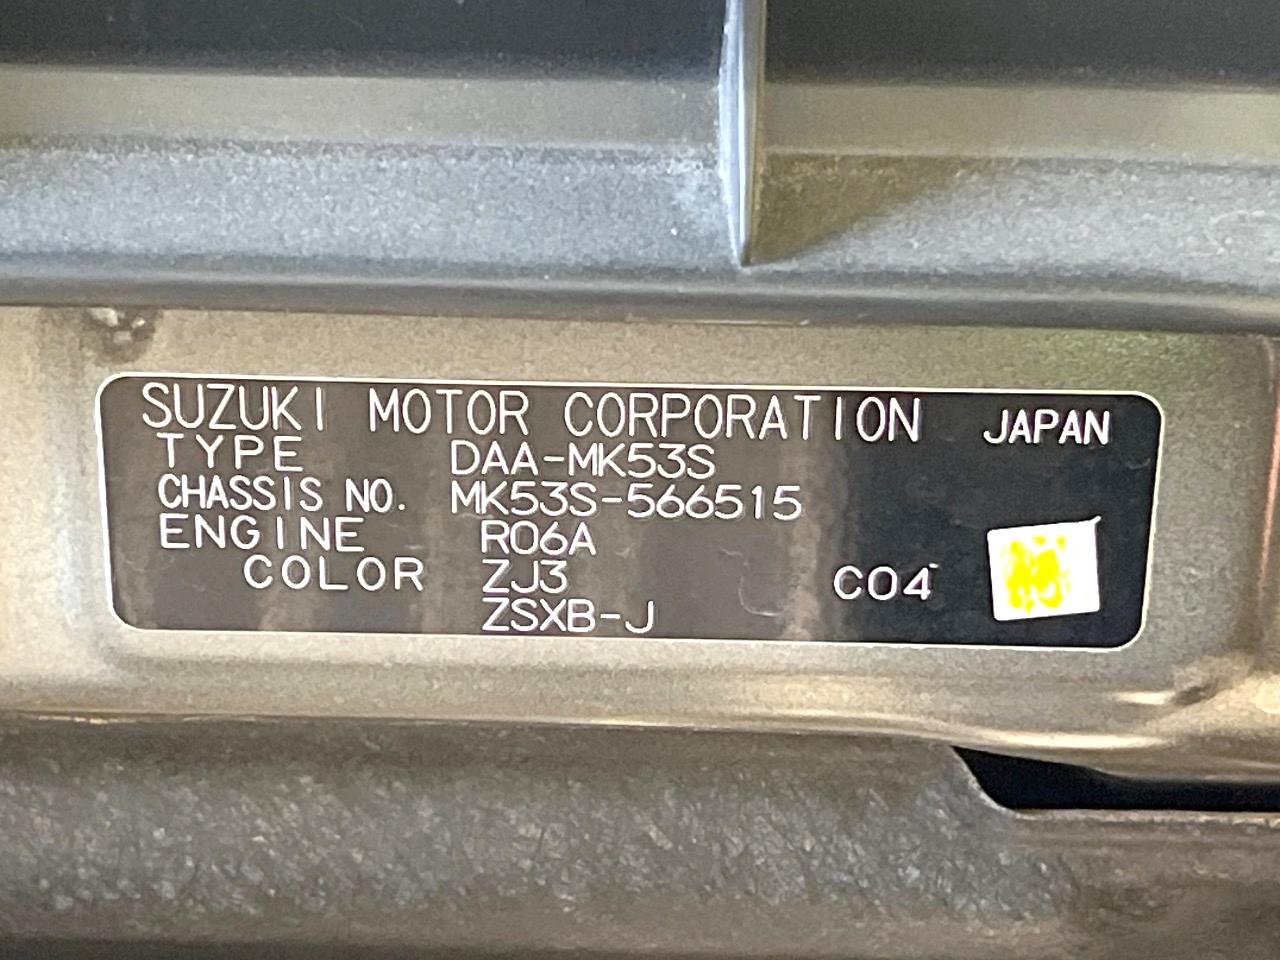 SUZUKI MOTOR CORPORATION JAPAN
TYPE DAA-MK53S
CHASSIS NO. MK53S-566515
ENGINE R06A
COLOR ZJ3 C04
ZSXB-J